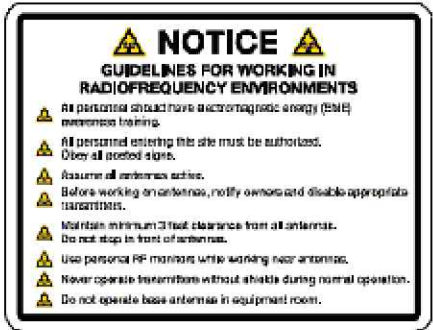 NOTICE
GUIDELINES FOR WORKING IN
RADIOFREQUENCY ENVIRONMENTS
All personnel should have electromagnetic energy (EME)
awareness training.
All personnel entering this site must be authorized.
Obey all posted signs.
Assume all antennas active.
Before working on antennas, notify owners and disable appropriate
transmitters.
Maintain minimum 3 feet clearance from all antennas.
Do not stop in front of antennas.
Use personal RF monitors while working near antennas.
Never operate transmitters without shields during normal operation.
Do not operate base antennas in equipment room.